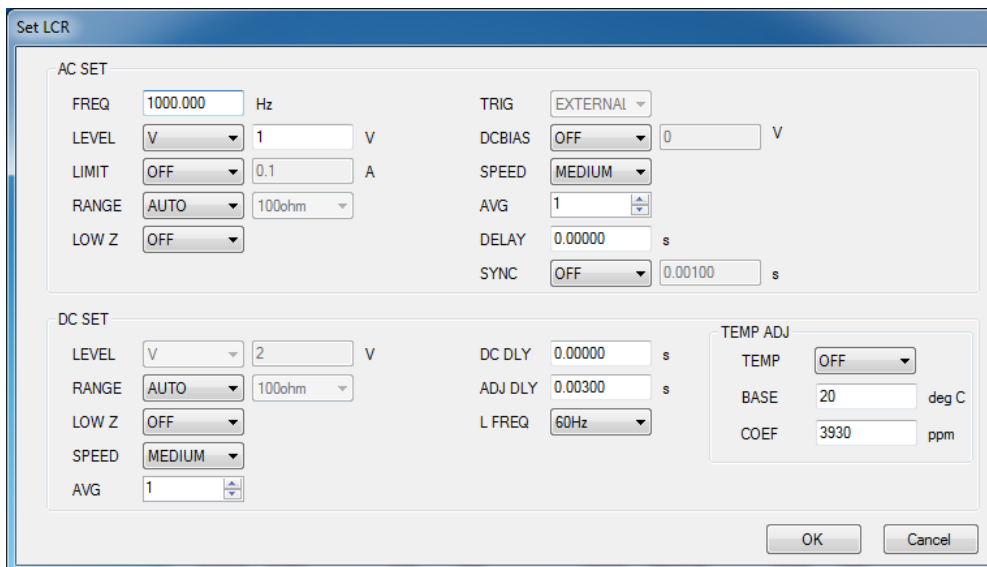 Set LCR
AC SET
FREQ 1000.000 Hz
LEVEL V 1 V
LIMIT OFF 0.1 A
RANGE AUTO 100ohm
LOW Z OFF
TRIG EXTERNAL
DCBIAS OFF 0 V
SPEED MEDIUM
AVG 1
DELAY 0.00000 s
SYNC OFF 0.00100 s
DC SET
LEVEL V 2 V
RANGE AUTO 100ohm
LOW Z OFF
SPEED MEDIUM
AVG 1
DC DLY 0.00000 s
ADJ DLY 0.00300 s
L FREQ 60Hz
TEMP ADJ
TEMP OFF
BASE 20 deg C
COEF 3930 ppm
OK Cancel